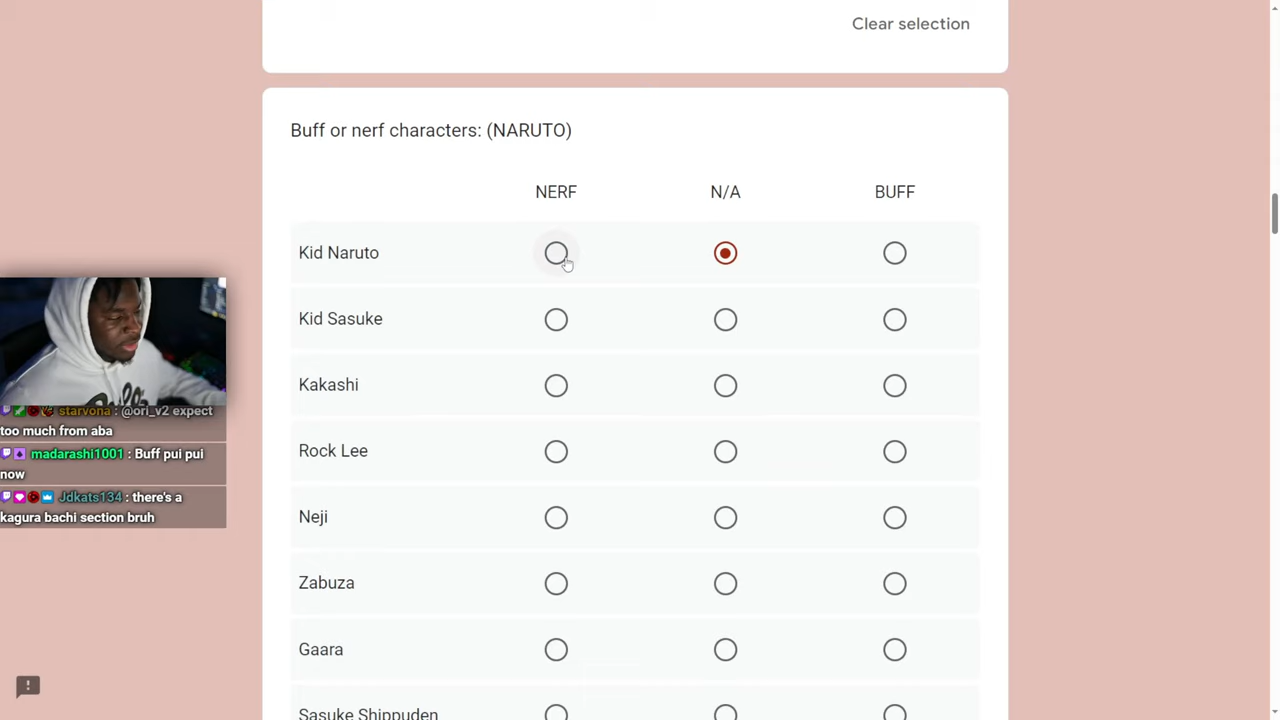 Clear selection
Buff or nerf characters: (NARUTO)
NERF N/A BUFF
Kid Naruto
Kid Sasuke
Kakashi
Rock Lee
Neji
Zabuza
Gaara
Sasuke Shippuden
starvona : @ori_v2 expect
too much from aba
madarashi1001 : Buff pui pui
now
Jdkats134 : there's a
kagura bachi section bruh